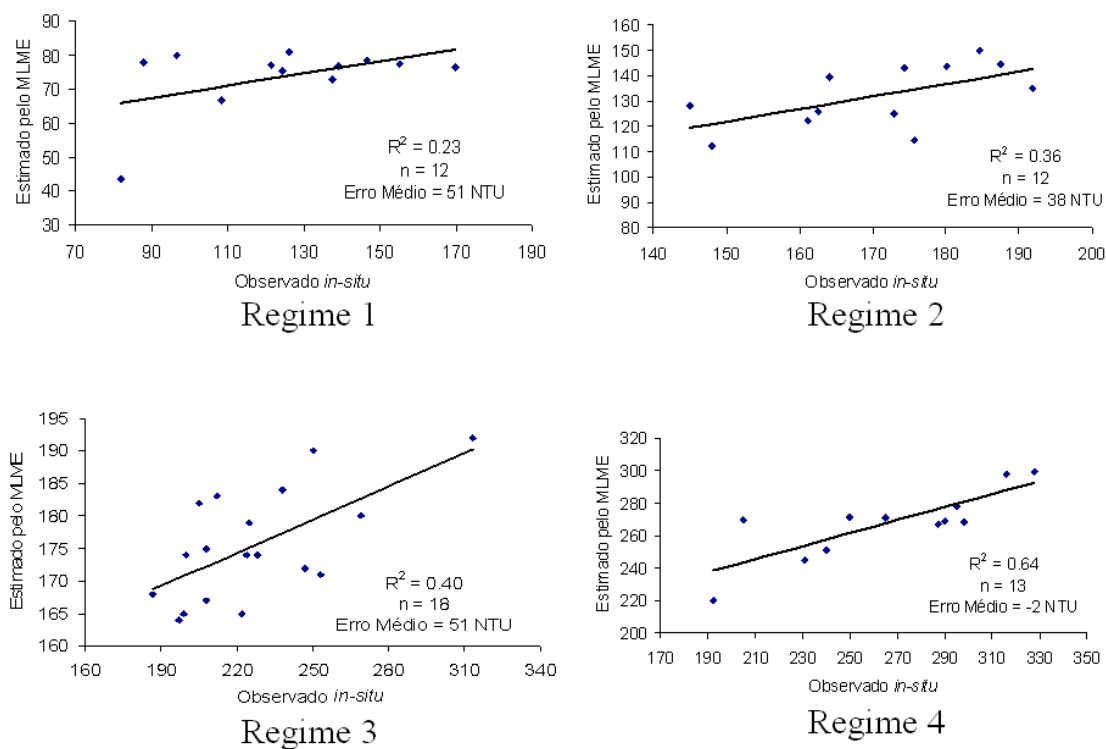 Estimado pelo MLME
90
80
70
60
50
40
30
R² = 0.23
n = 12
Erro Médio = 51 NTU
70 90 110 130 150 170 190
Observado in-situ
Regime 1
Estimado pelo MLME
160
150
140
130
120
110
100
90
80
R² = 0.36
n = 12
Erro Médio = 38 NTU
140 150 160 170 180 190 200
Observado in-situ
Regime 2
Estimado pelo MLME
195
190
185
180
175
170
165
160
R² = 0.40
n = 18
Erro Médio = 51 NTU
160 190 220 250 280 310 340
Observado in-situ
Regime 3
Estimado pelo MLME
320
300
280
260
240
220
200
R² = 0.64
n = 13
Erro Médio = -2 NTU
170 190 210 230 250 270 290 310 330 350
Observado in-situ
Regime 4